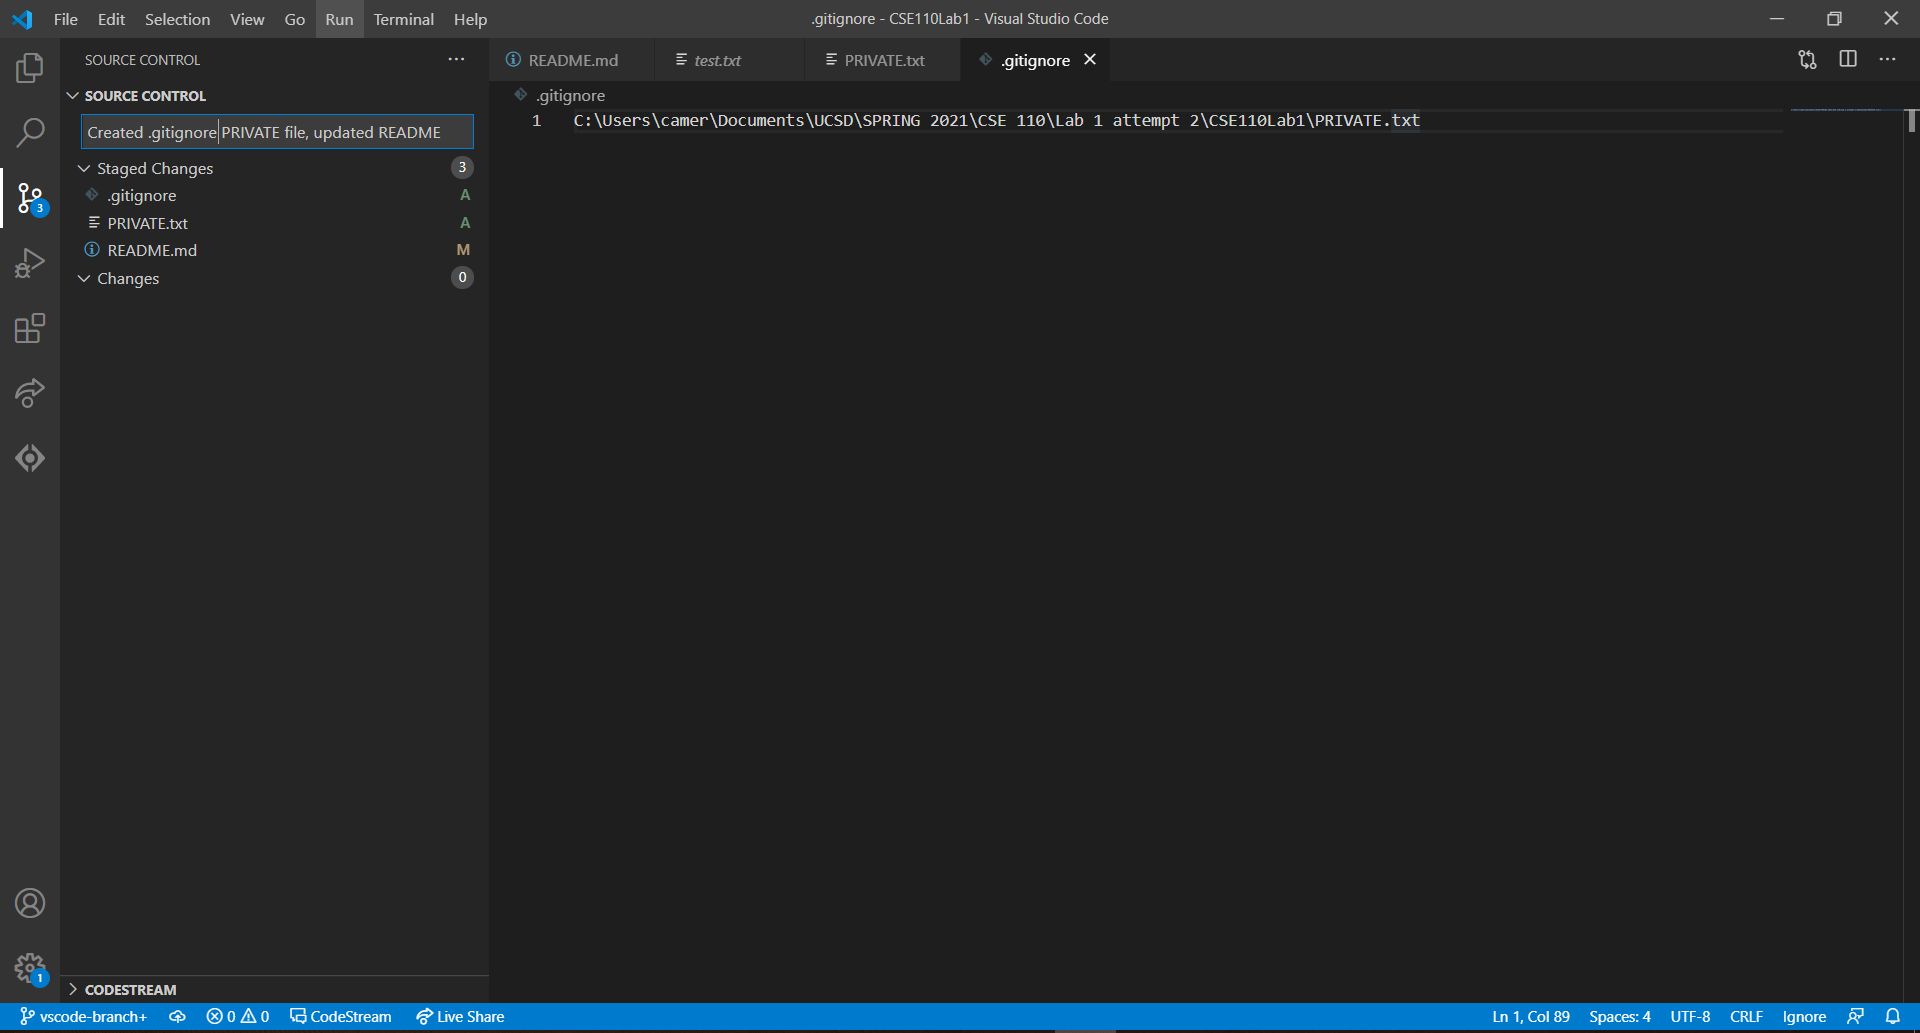 File Edit Selection View Go Run Terminal Help .gitignore - CSE110Lab1 - Visual Studio Code
SOURCE CONTROL
README.md test.txt PRIVATE.txt .gitignore
SOURCE CONTROL
.gitignore
Created .gitignore PRIVATE file, updated README
1 C:\Users\camer\Documents\UCSD\SPRING 2021\CSE 110\Lab 1 attempt 2\CSE110Lab1\PRIVATE.txt
Staged Changes 3
.gitignore A
3
PRIVATE.txt A
README.md M
Changes 0
1
CODESTREAM
vscode-branch+ 0 0 CodeStream Live Share Ln 1, Col 89 Spaces: 4 UTF-8 CRLF Ignore